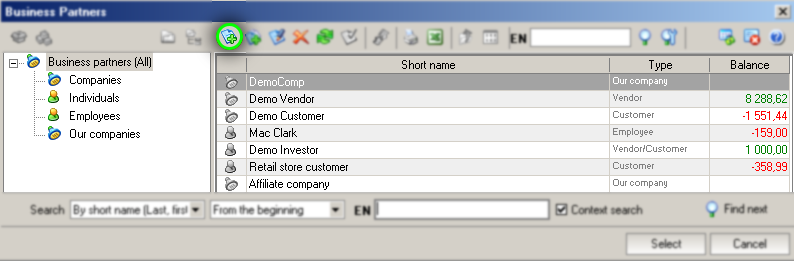 Business Partners
EN
Business partners (All)
Companies
Individuals
Employees
Our companies
Short name Type Balance
DemoComp Our company
Demo Vendor Vendor 8 288,62
Demo Customer Customer -1 551,44
Mac Clark Employee -159,00
Demo Investor Vendor/Customer 1 000,00
Retail store customer Customer -358,99
Affiliate company Our company
Search By short name (Last, first From the beginning EN Context search Find next
Select Cancel